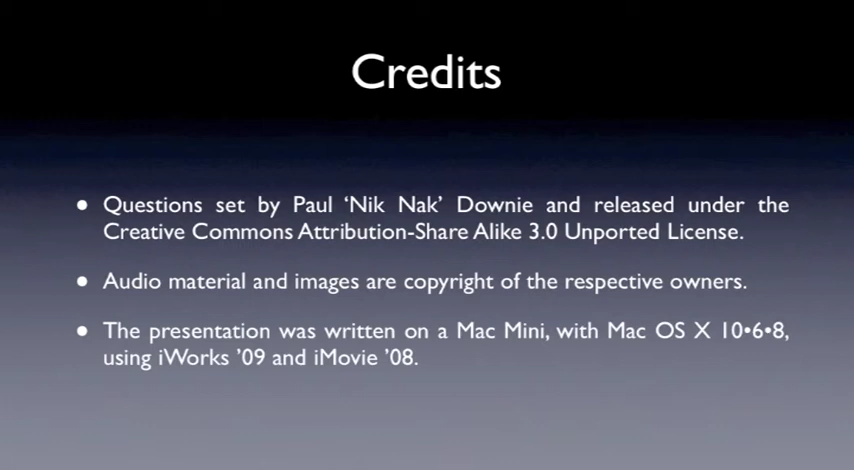 Credits
• Questions set by Paul ‘Nik Nak’ Downie and released under the
Creative Commons Attribution-Share Alike 3.0 Unported License.
• Audio material and images are copyright of the respective owners.
• The presentation was written on a Mac Mini, with Mac OS X 10•6•8,
using iWorks ’09 and iMovie ’08.